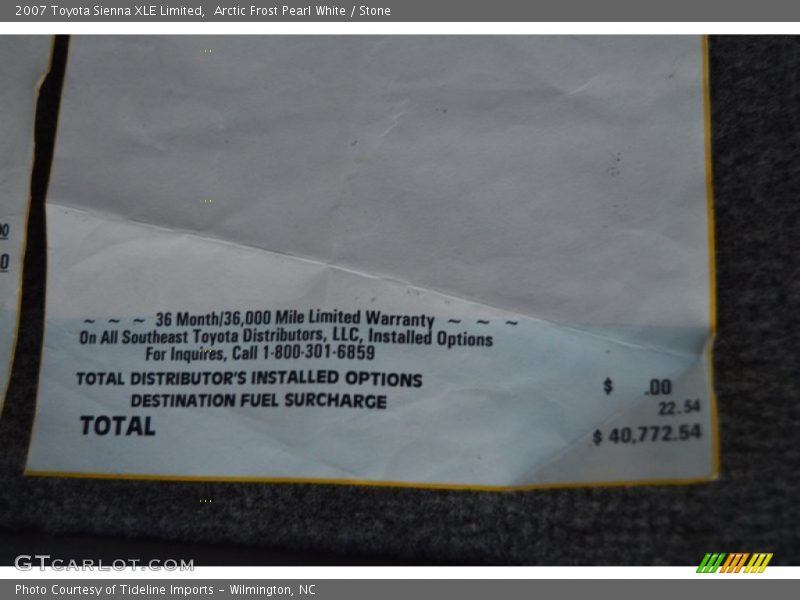 2007 Toyota Sienna XLE Limited, Arctic Frost Pearl White / Stone
~ ~ ~ 36 Month/36,000 Mile Limited Warranty ~ ~ ~
On All Southeast Toyota Distributors, LLC, Installed Options
For Inquires, Call 1-800-301-6859
TOTAL DISTRIBUTOR'S INSTALLED OPTIONS $ .00
DESTINATION FUEL SURCHARGE 22.54
TOTAL $ 40,772.54
GTCARLOT.COM
Photo Courtesy of Tideline Imports - Wilmington, NC